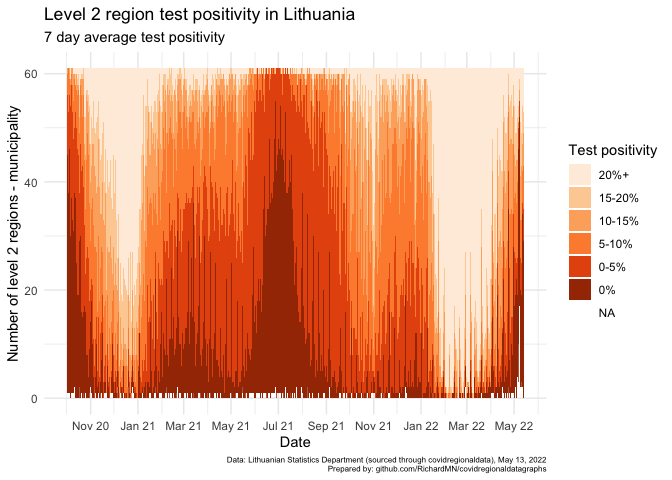 Level 2 region test positivity in Lithuania
7 day average test positivity
Number of level 2 regions - municipality
60
40
20
0
Nov 20 Jan 21 Mar 21 May 21 Jul 21 Sep 21 Nov 21 Jan 22 Mar 22 May 22
Date
Test positivity
20%+
15-20%
10-15%
5-10%
0-5%
0%
NA
Data: Lithuanian Statistics Department (sourced through covidregionaldata), May 13, 2022
Prepared by: github.com/RichardMN/covidregionaldatagraphs